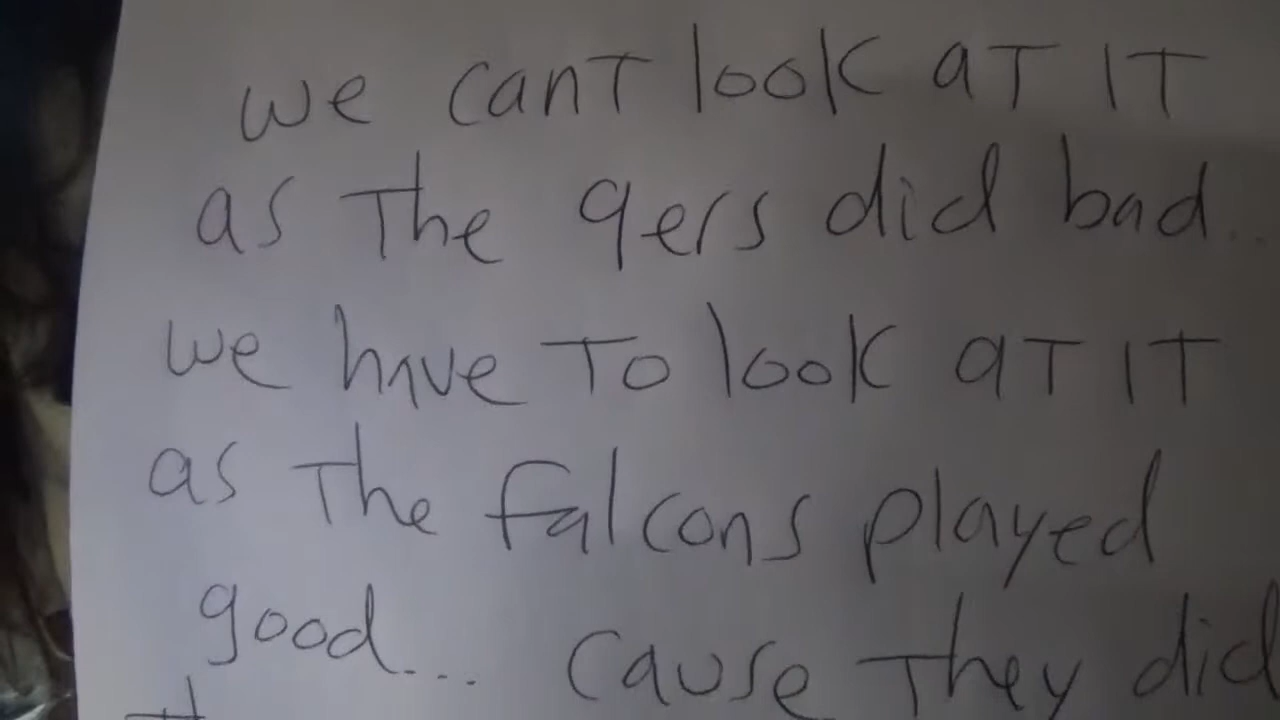 we cant look at it
as the 9ers did bad..
we have to look at it
as the falcons played
good... cause they did